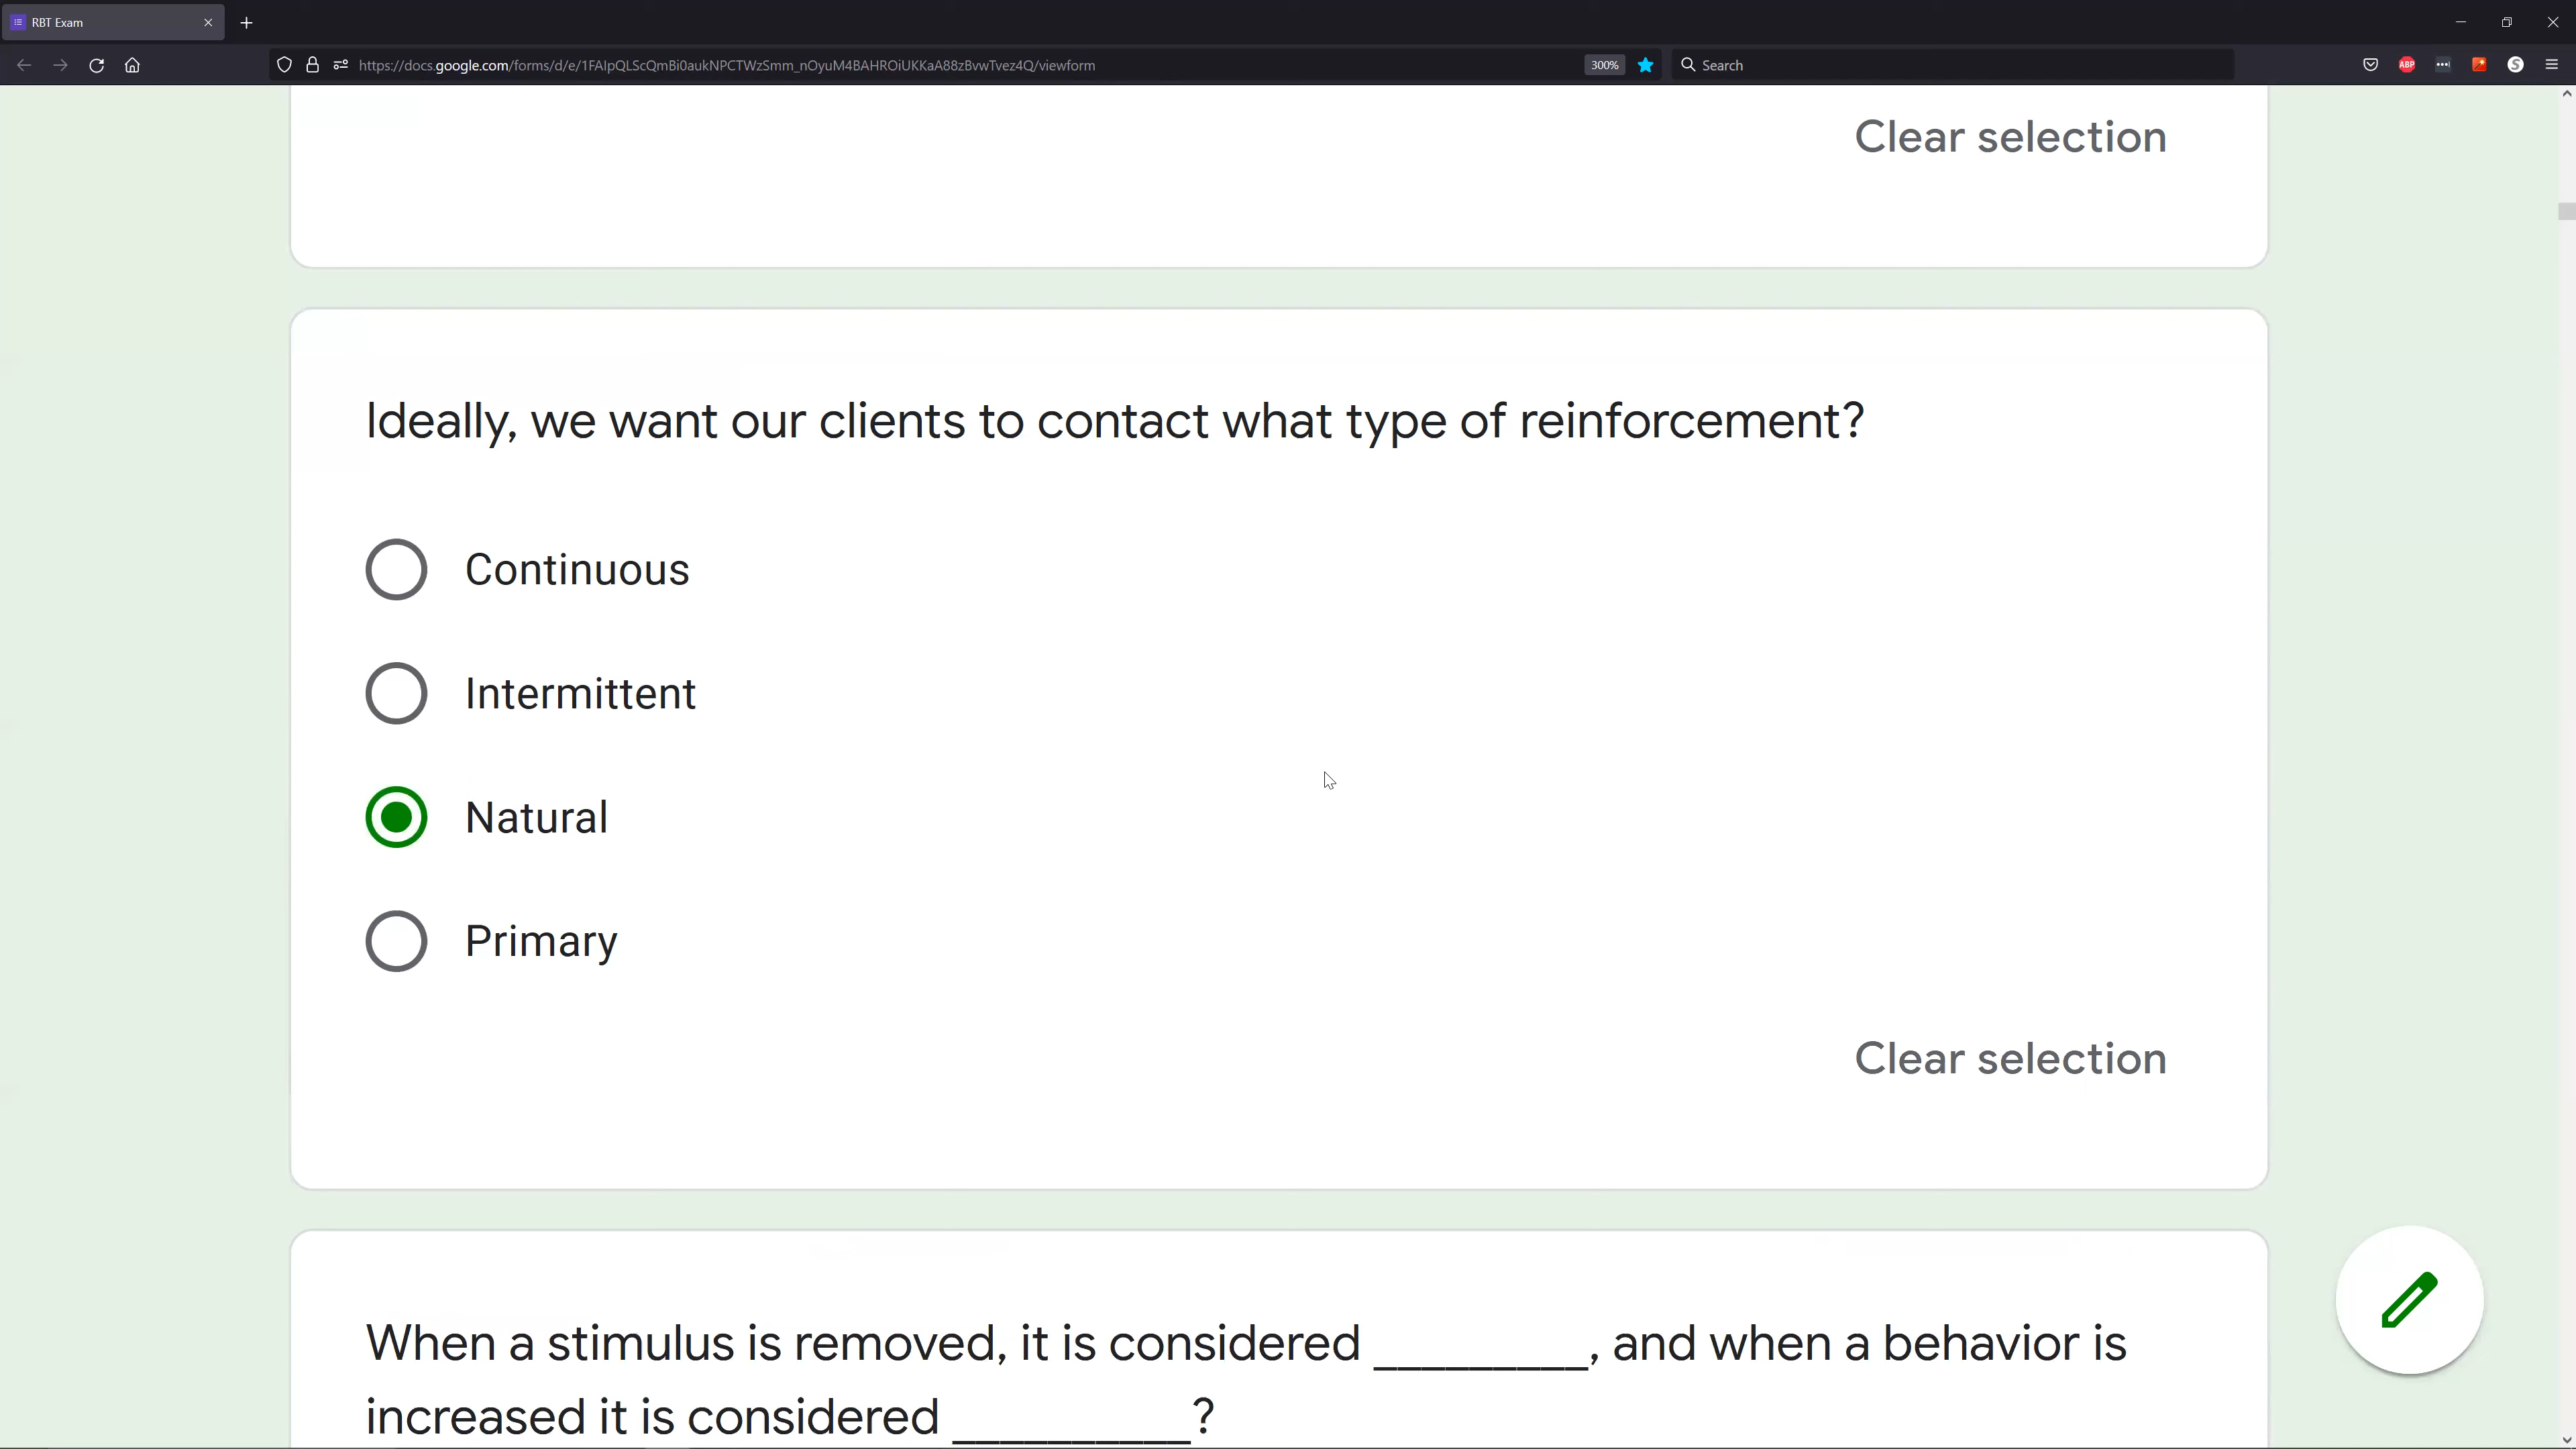 RBT Exam
https://docs.google.com/forms/d/e/1FAIpQLScQmBi0aukNPCTWzSmm_nOyuM4BAHROiUKKaA88zBvwTvez4Q/viewform
300%
Search
ABP
Clear selection
Ideally, we want our clients to contact what type of reinforcement?
Continuous
Intermittent
Natural
Primary
Clear selection
When a stimulus is removed, it is considered _________, and when a behavior is
increased it is considered __________?